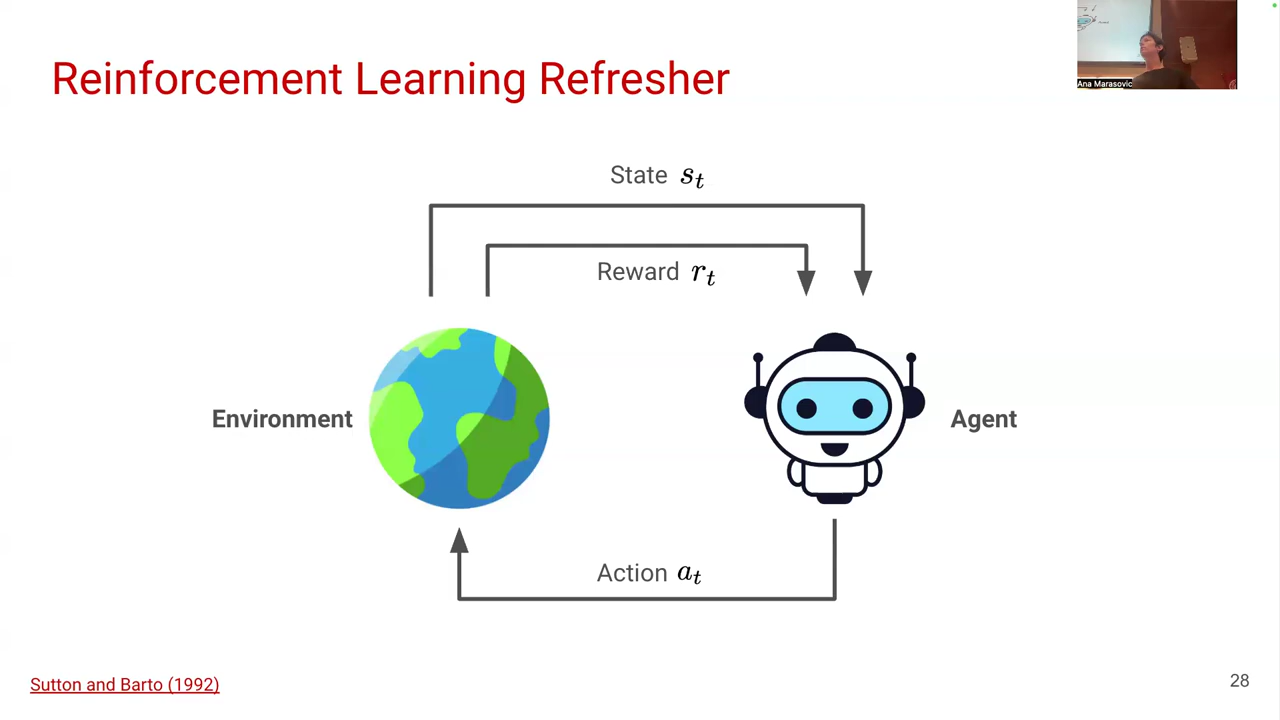 Reinforcement Learning Refresher
Ana Marasovic
State s_t
Reward r_t
Environment
Agent
Action a_t
Sutton and Barto (1992)
28